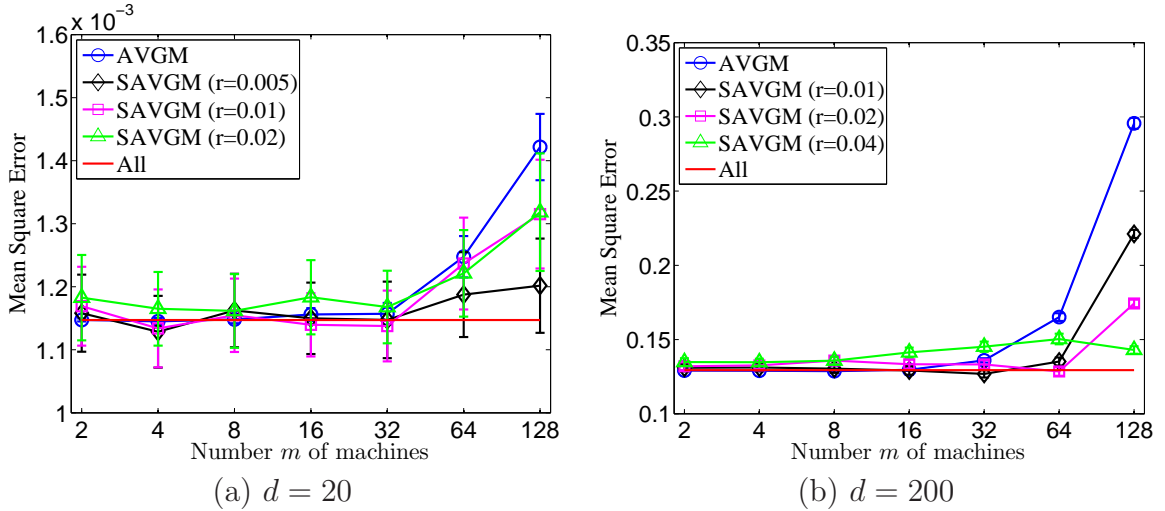 x 10⁻³
1.6
1.5
1.4
1.3
1.2
1.1
1
Mean Square Error
AVGM
SAVGM (r=0.005)
SAVGM (r=0.01)
SAVGM (r=0.02)
All
2 4 8 16 32 64 128
Number m of machines
(a) d = 20
0.35
0.3
0.25
0.2
0.15
0.1
Mean Square Error
AVGM
SAVGM (r=0.01)
SAVGM (r=0.02)
SAVGM (r=0.04)
All
2 4 8 16 32 64 128
Number m of machines
(b) d = 200